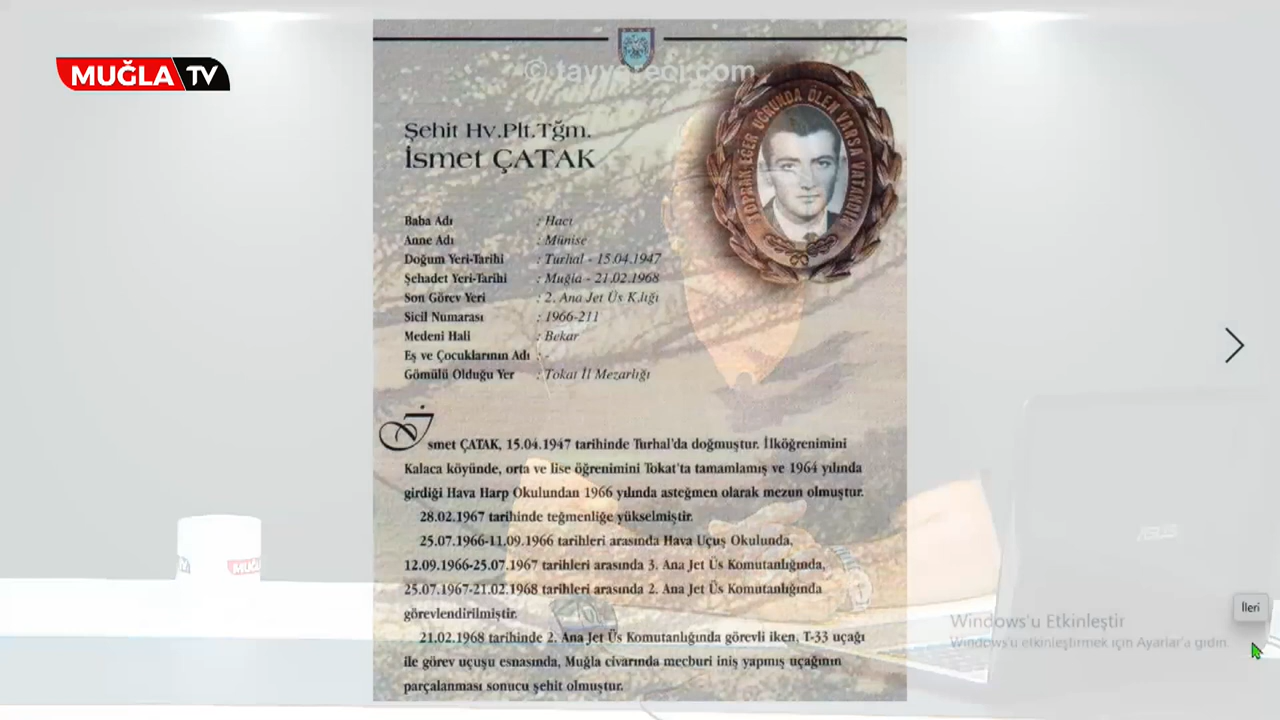 MUĞLA TV
© tayyareci.com
TOPRAK EĞER UĞRUNDA ÖLEN VARSA VATANDIR
Şehit Hv.Plt.Tğm.
İsmet ÇATAK
Baba Adı : Hacı
Anne Adı : Münise
Doğum Yeri-Tarihi : Turhal - 15.04.1947
Şehadet Yeri-Tarihi : Muğla - 21.02.1968
Son Görev Yeri : 2. Ana Jet Üs K.lığı
Sicil Numarası : 1966-211
Medeni Hali : Bekar
Eş ve Çocuklarının Adı : -
Gömülü Olduğu Yer : Tokat İl Mezarlığı
İsmet ÇATAK, 15.04.1947 tarihinde Turhal'da doğmuştur. İlköğrenimini
Kalaca köyünde, orta ve lise öğrenimini Tokat'ta tamamlamış ve 1964 yılında
girdiği Hava Harp Okulundan 1966 yılında asteğmen olarak mezun olmuştur.
28.02.1967 tarihinde teğmenliğe yükselmiştir.
25.07.1966-11.09.1966 tarihleri arasında Hava Uçuş Okulunda,
12.09.1966-25.07.1967 tarihleri arasında 3. Ana Jet Üs Komutanlığında,
25.07.1967-21.02.1968 tarihleri arasında 2. Ana Jet Üs Komutanlığında
görevlendirilmiştir.
21.02.1968 tarihinde 2. Ana Jet Üs Komutanlığında görevli iken, T-33 uçağı
ile görev uçuşu esnasında, Muğla civarında mecburi iniş yapmış uçağının
parçalanması sonucu şehit olmuştur.
MUĞ
ASUS
İleri
Windows'u Etkinleştir
Windows'u etkinleştirmek için Ayarlar'a gidin.